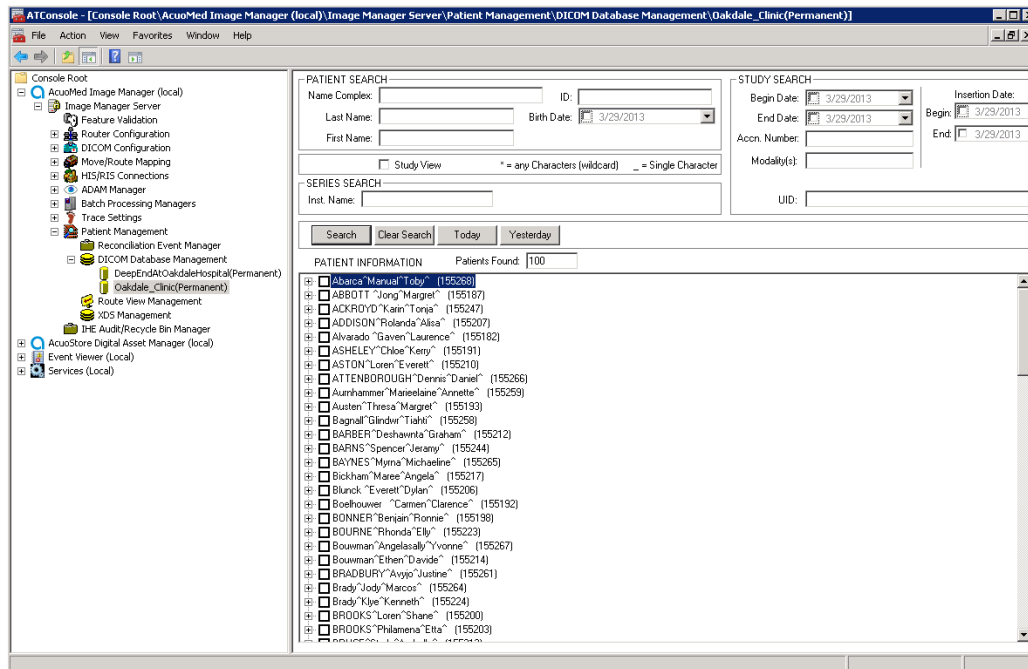 ATConsole - [Console Root\AcuoMed Image Manager (local)\Image Manager Server\Patient Management\DICOM Database Management\Oakdale_Clinic(Permanent)]
File Action View Favorites Window Help
Console Root
AcuoMed Image Manager (local)
Image Manager Server
Feature Validation
Router Configuration
DICOM Configuration
Move/Route Mapping
HIS/RIS Connections
ADAM Manager
Batch Processing Managers
Trace Settings
Patient Management
Reconciliation Event Manager
DICOM Database Management
DeepEndAtOakdaleHospital(Permanent)
Oakdale_Clinic(Permanent)
Route View Management
XDS Management
IHE Audit/Recycle Bin Manager
AcuoStore Digital Asset Manager (local)
Event Viewer (Local)
Services (Local)
PATIENT SEARCH
Name Complex: ID:
Last Name: Birth Date: 3/29/2013
First Name:
Study View * = any Characters (wildcard) _ = Single Character
SERIES SEARCH
Inst. Name:
STUDY SEARCH
Begin Date: 3/29/2013
End Date: 3/29/2013
Accn. Number:
Modality(s):
Insertion Date:
Begin: 3/29/2013
End: 3/29/2013
UID:
Search Clear Search Today Yesterday
PATIENT INFORMATION Patients Found: 100
Abarca^Manual^Toby^ (155268)
ABBOTT ^Jong^Margret^ (155187)
ACKROYD^Karin^Tonja^ (155247)
ADDISON^Rolanda^Alisa^ (155207)
Alvarado ^Gaven^Laurence^ (155182)
ASHELEY^Chloe^Kerry^ (155191)
ASTON^Loren^Everett^ (155210)
ATTENBOROUGH^Dennis^Daniel^ (155266)
Aurnhammer^Marieelaine^Annette^ (155259)
Austen^Thresa^Margret^ (155193)
Bagnall^Glindwr^Tiahti^ (155258)
BARBER^Deshawnta^Graham^ (155212)
BARNS^Spencer^Jeramy^ (155244)
BAYNES^Myrna^Michaeline^ (155265)
Bickham^Maree^Angela^ (155217)
Blunck ^Everett^Dylan^ (155206)
Boelhouwer ^Carmen^Clarence^ (155192)
BONNER^Benjain^Ronnie^ (155198)
BOURNE^Rhonda^Elly^ (155223)
Bouwman^Angelasally^Yvonne^ (155267)
Bouwman^Ethen^Davide^ (155214)
BRADBURY^Avyjo^Justine^ (155261)
Brady^Jody^Marcos^ (155264)
Brady^Klye^Kenneth^ (155224)
BROOKS^Loren^Shane^ (155200)
BROOKS^Philamena^Etta^ (155203)